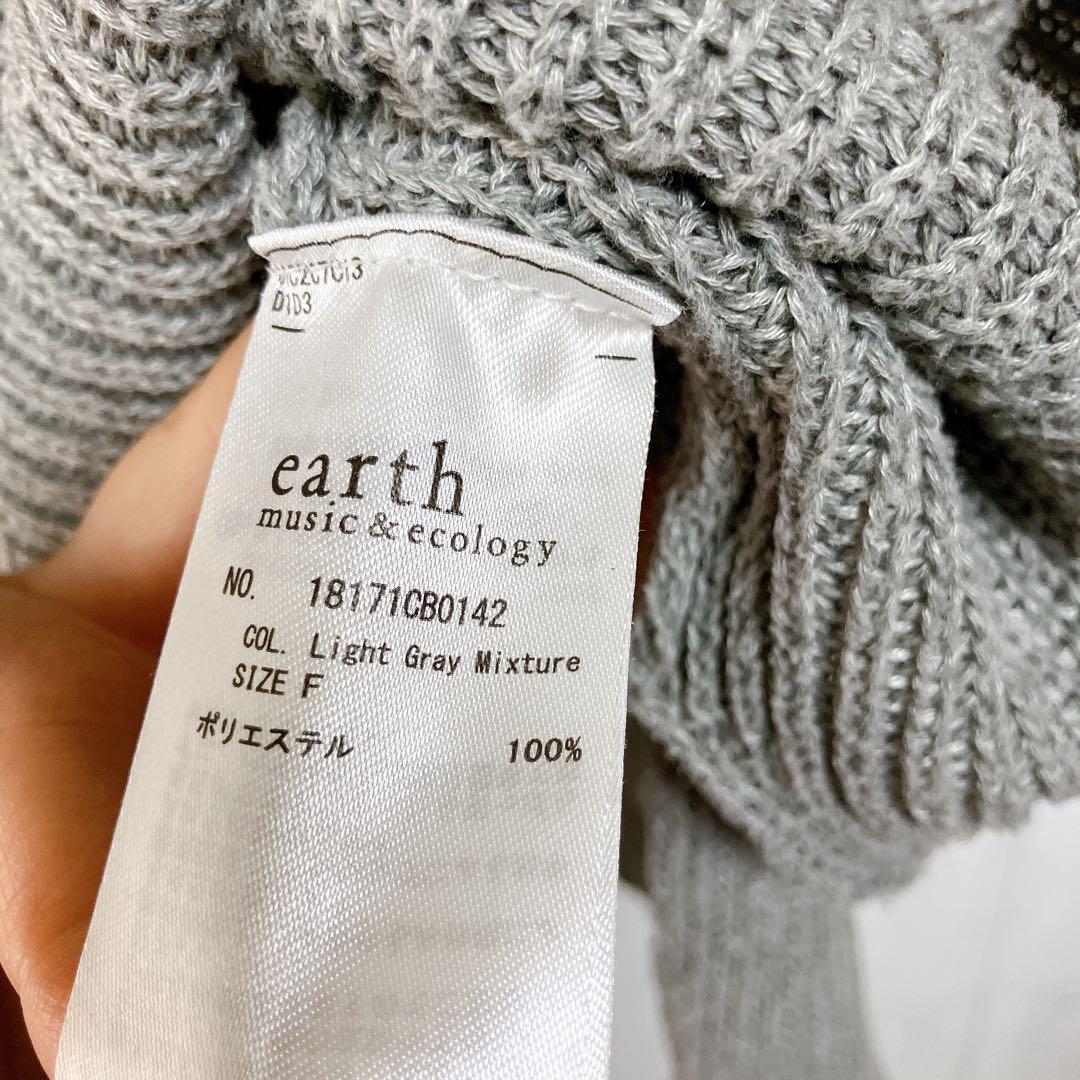 D1D3
earth
music & ecology
NO. 18171CB0142
COL. Light Gray Mixture
SIZE F
ポリエステル 100%